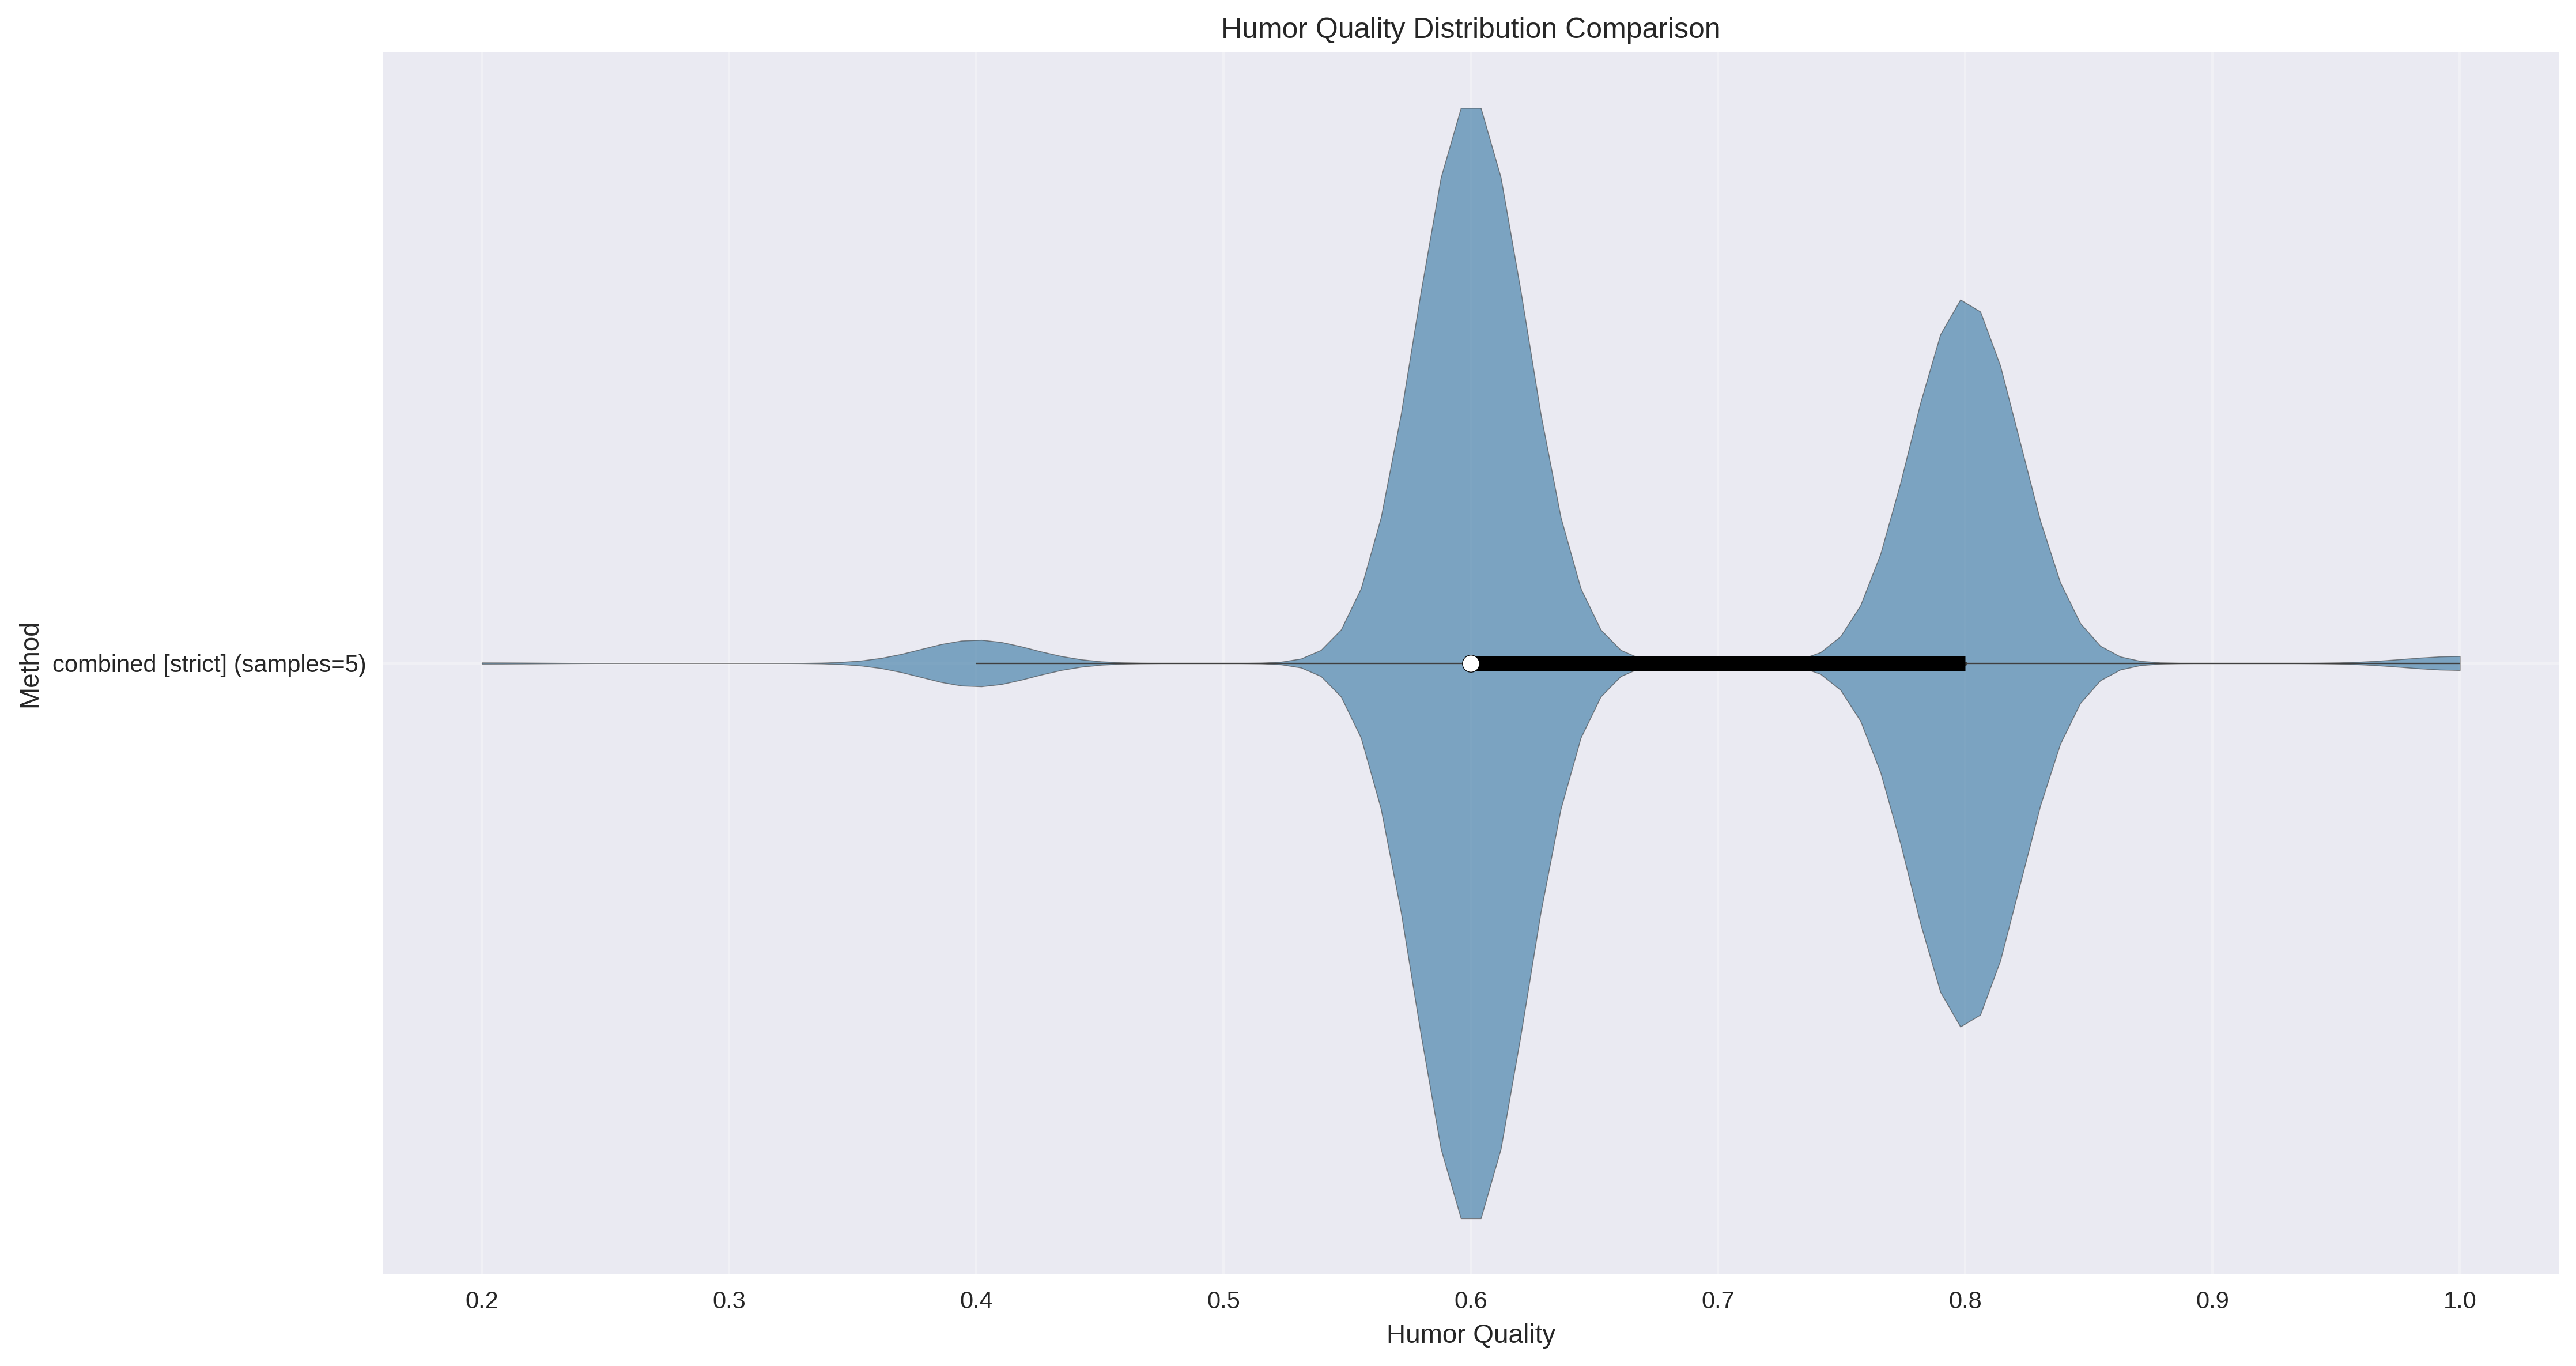 Humor Quality Distribution Comparison
Method
combined [strict] (samples=5)
0.2 0.3 0.4 0.5 0.6 0.7 0.8 0.9 1.0
Humor Quality